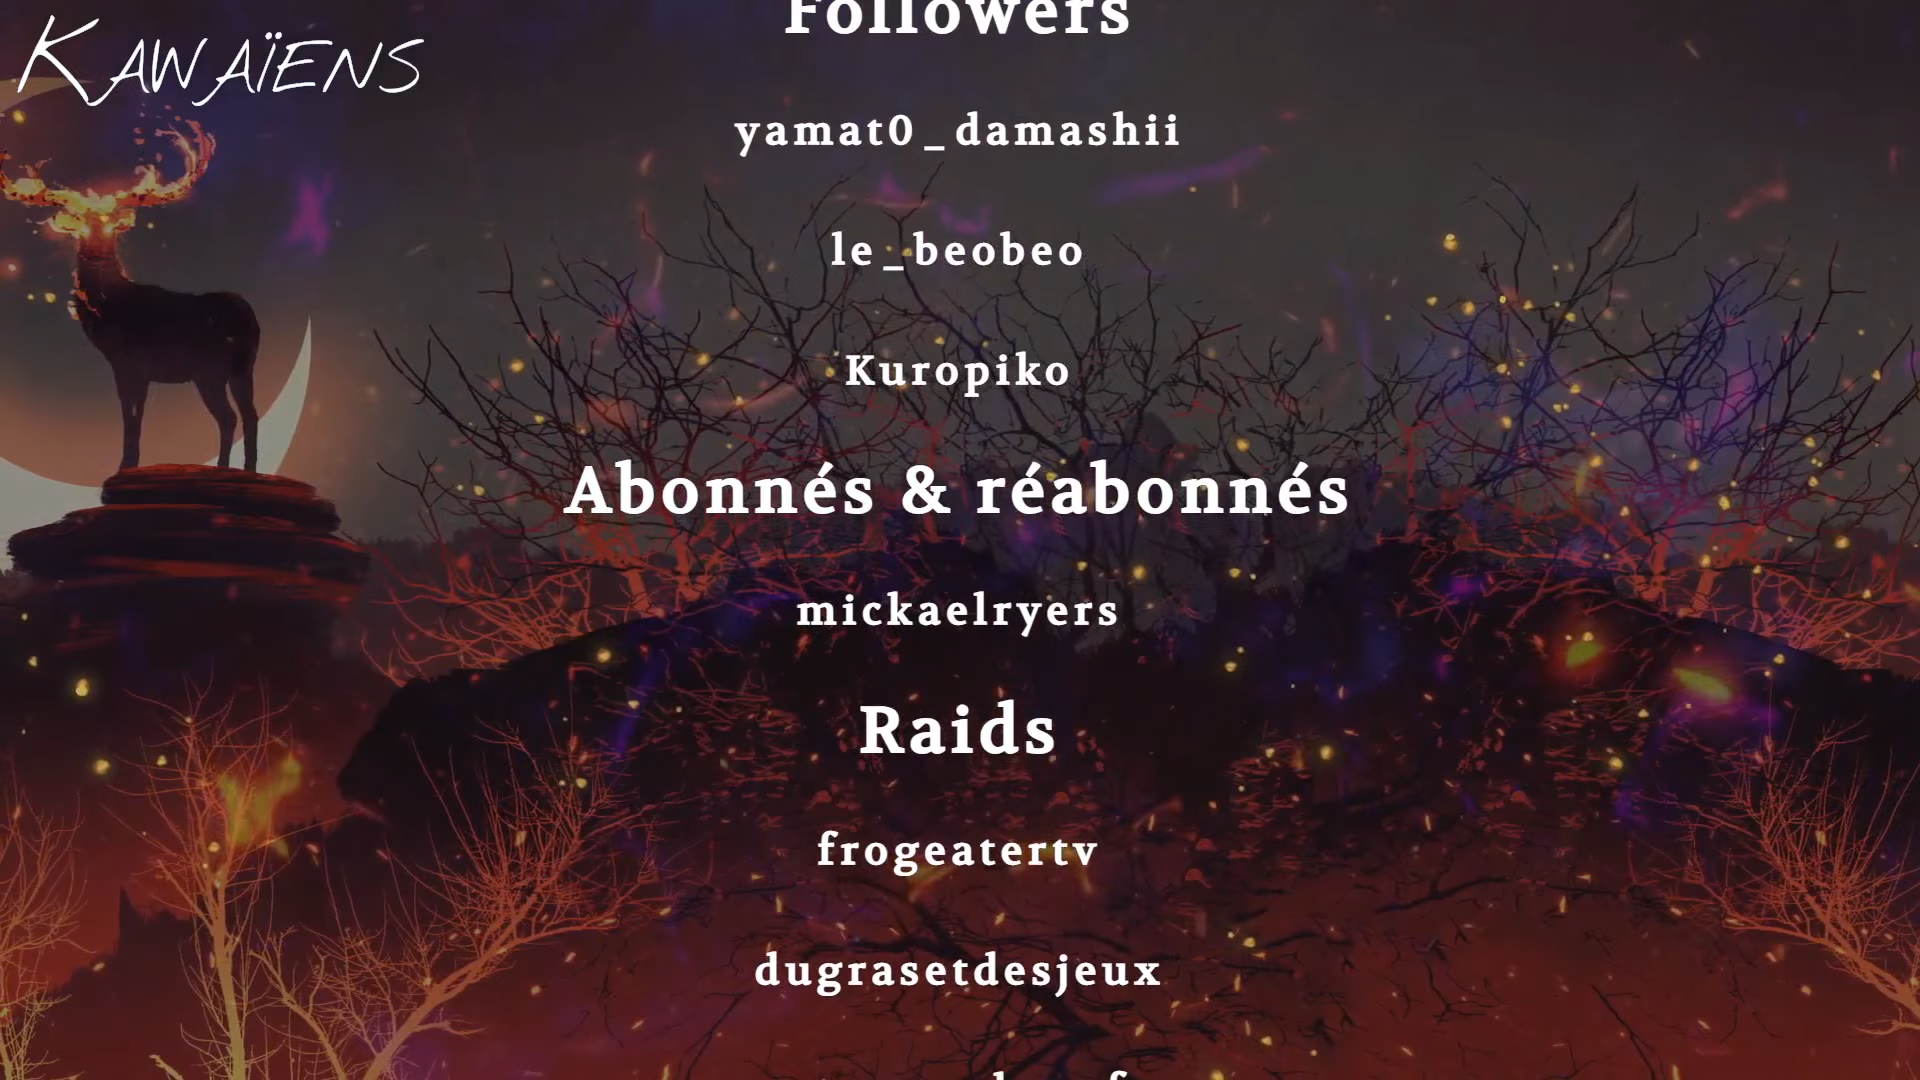 Followers
KAWAÏENS
yamat0_damashii
le_beobeo
Kuropiko
Abonnés & réabonnés
mickaelryers
Raids
frogeatertv
dugrasetdesjeux